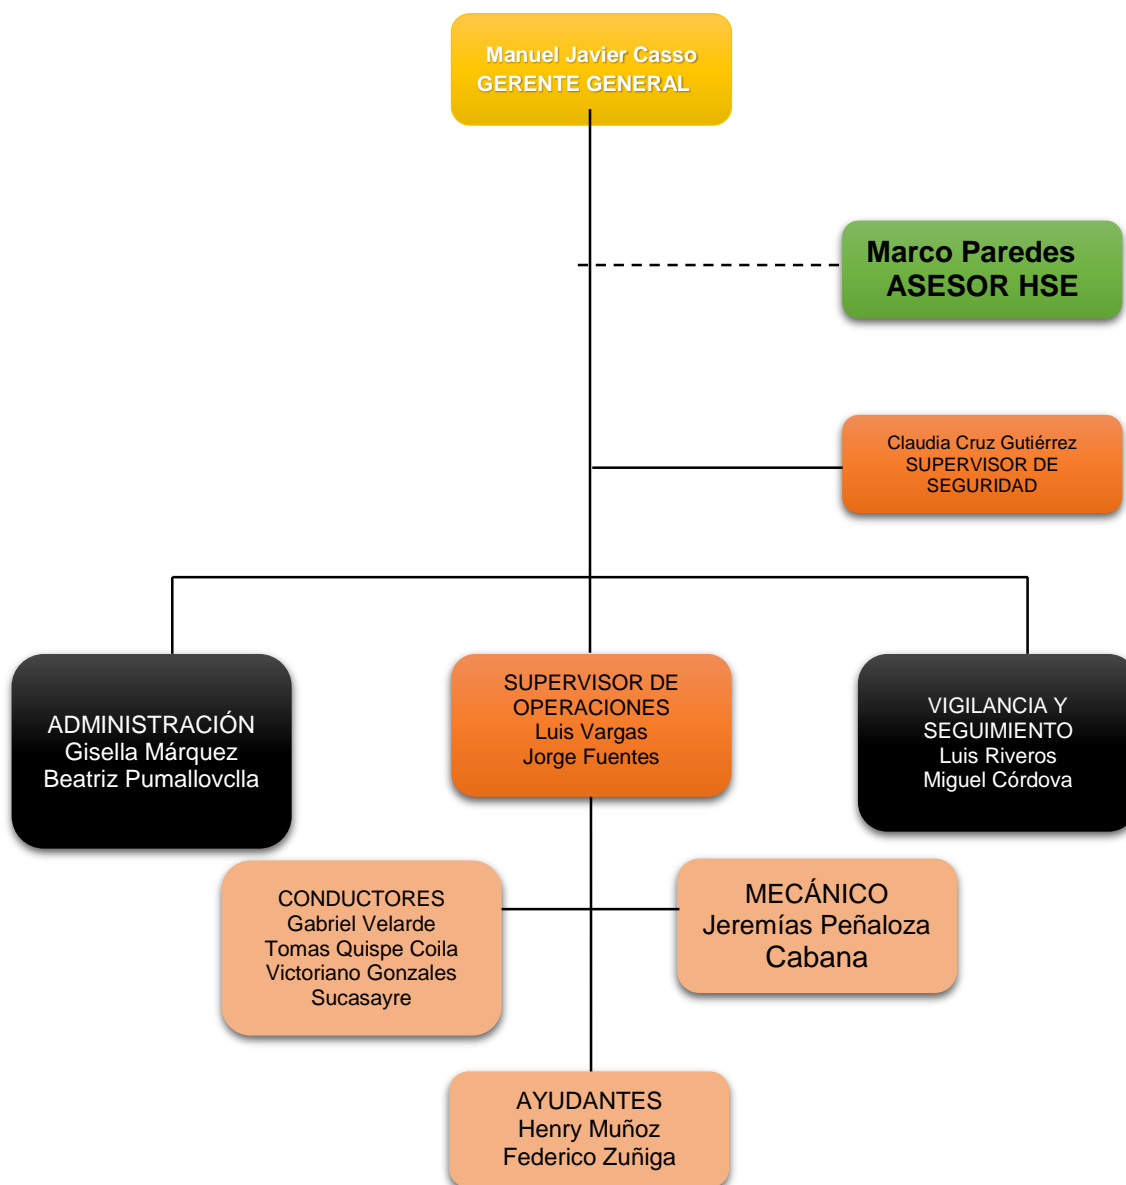 Manuel Javier Casso
GERENTE GENERAL
Marco Paredes
ASESOR HSE
Claudia Cruz Gutiérrez
SUPERVISOR DE
SEGURIDAD
ADMINISTRACIÓN
Gisella Márquez
Beatriz Pumallovclla
SUPERVISOR DE
OPERACIONES
Luis Vargas
Jorge Fuentes
VIGILANCIA Y
SEGUIMIENTO
Luis Riveros
Miguel Córdova
CONDUCTORES
Gabriel Velarde
Tomas Quispe Coila
Victoriano Gonzales
Sucasayre
MECÁNICO
Jeremías Peñaloza
Cabana
AYUDANTES
Henry Muñoz
Federico Zuñiga